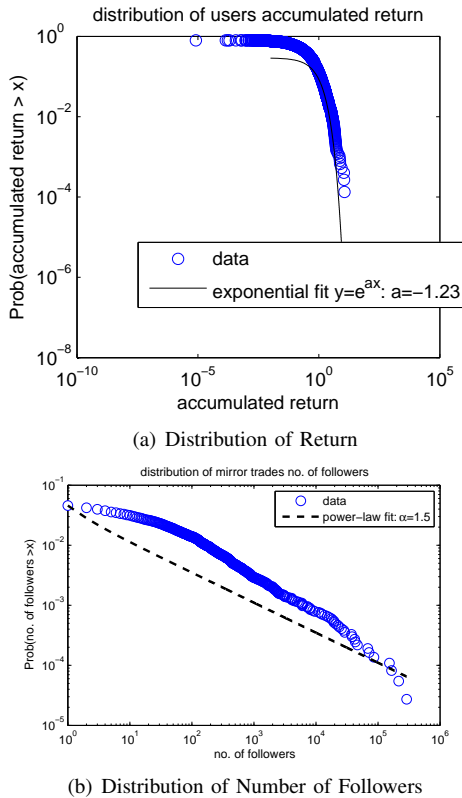 distribution of users accumulated return
Prob(accumulated return > x)
10^0
10^-2
10^-4
10^-6
10^-8
data
exponential fit y=e^ax: a=−1.23
10^-10
10^-5
10^0
10^5
accumulated return
(a) Distribution of Return
distribution of mirror trades no. of followers
Prob(no. of followers >x)
10^-1
10^-2
10^-3
10^-4
10^-5
data
power−law fit: α=1.5
10^0
10^1
10^2
10^3
10^4
10^5
10^6
no. of followers
(b) Distribution of Number of Followers